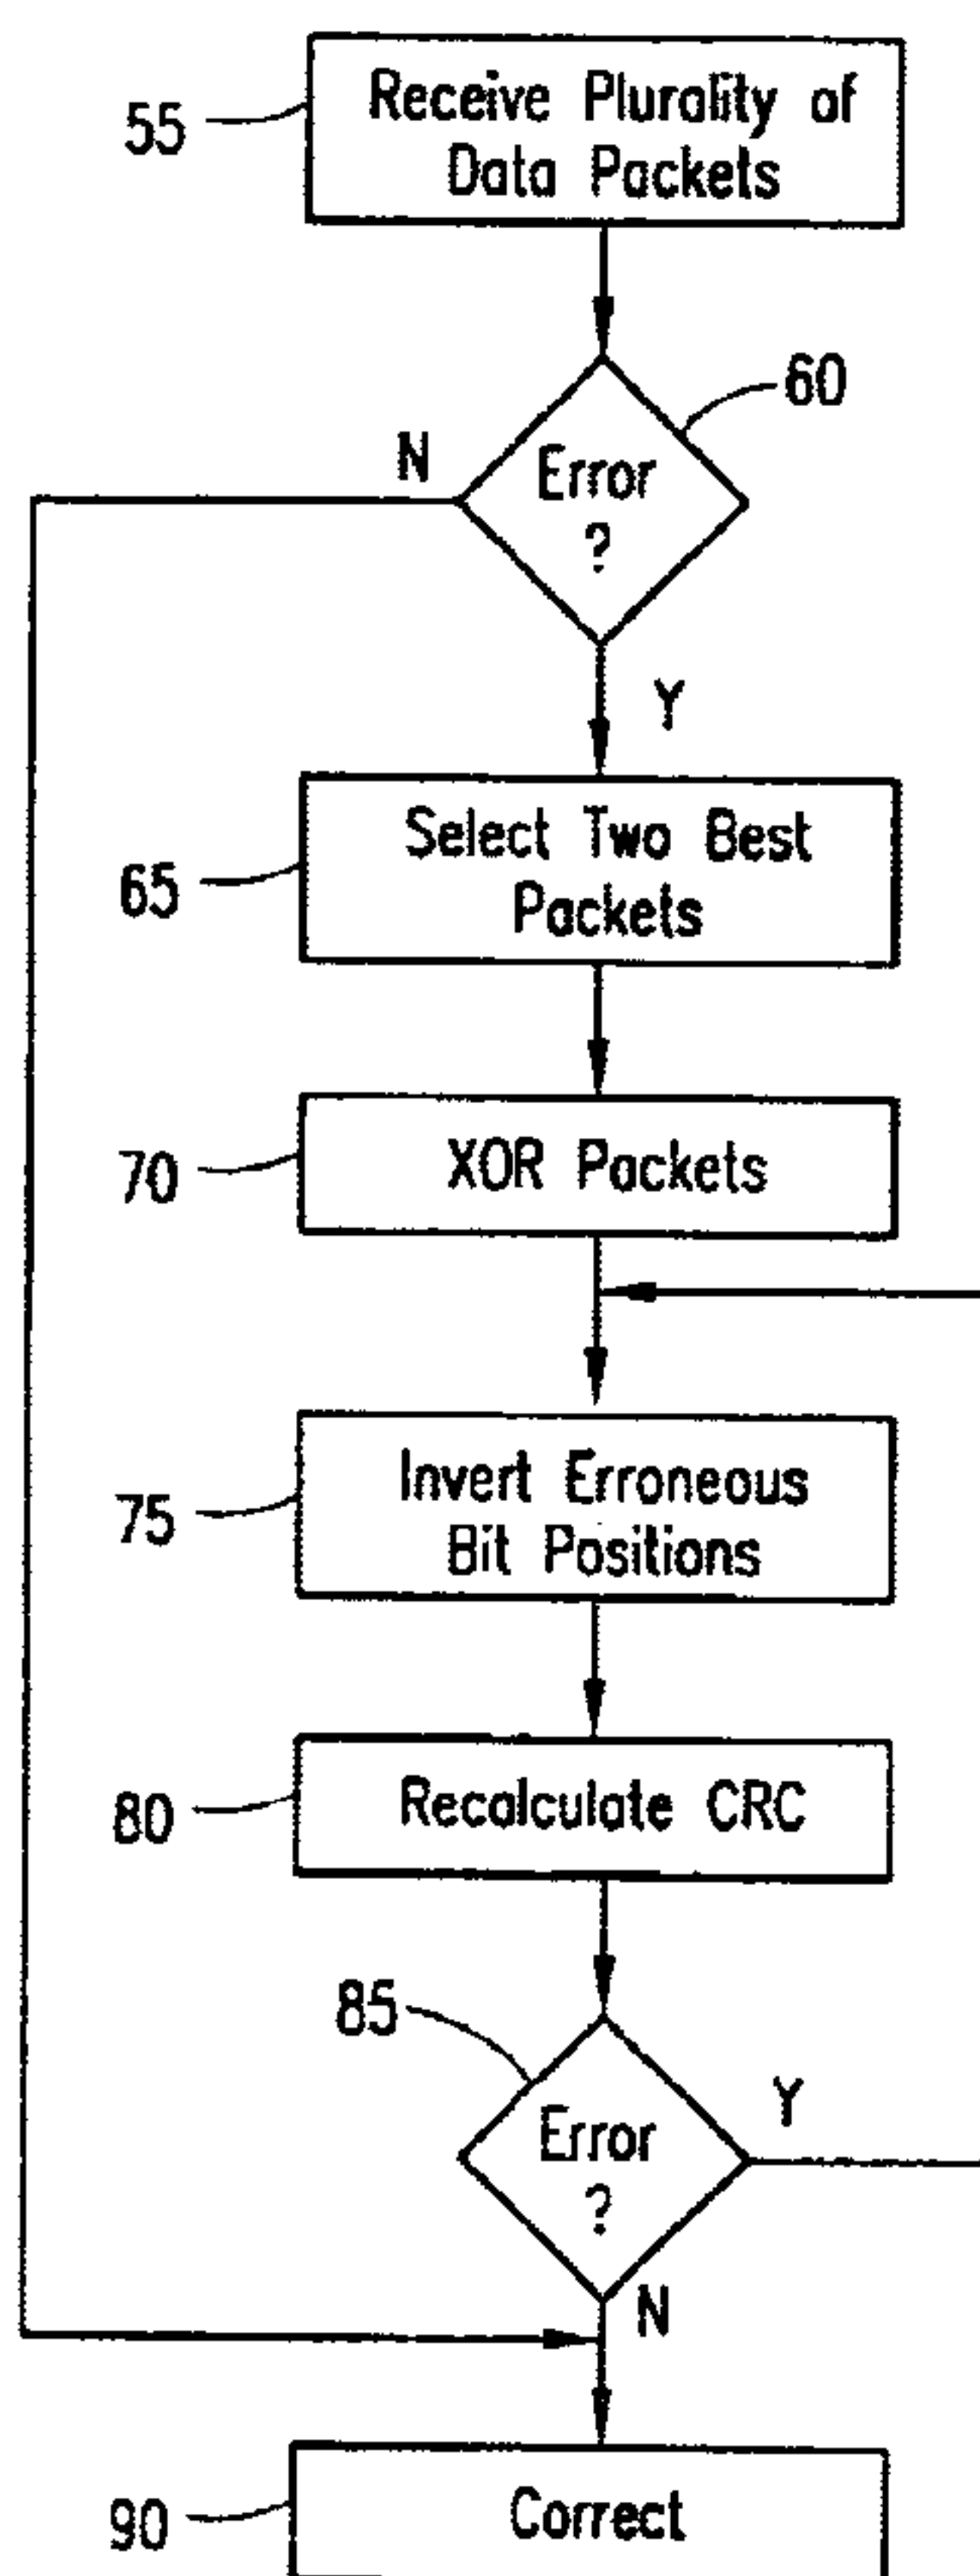 55
Receive Plurality of
Data Packets
60
N
Error
?
Y
65
Select Two Best
Packets
70
XOR Packets
75
Invert Erroneous
Bit Positions
80
Recalculate CRC
85
Error
?
Y
N
90
Correct